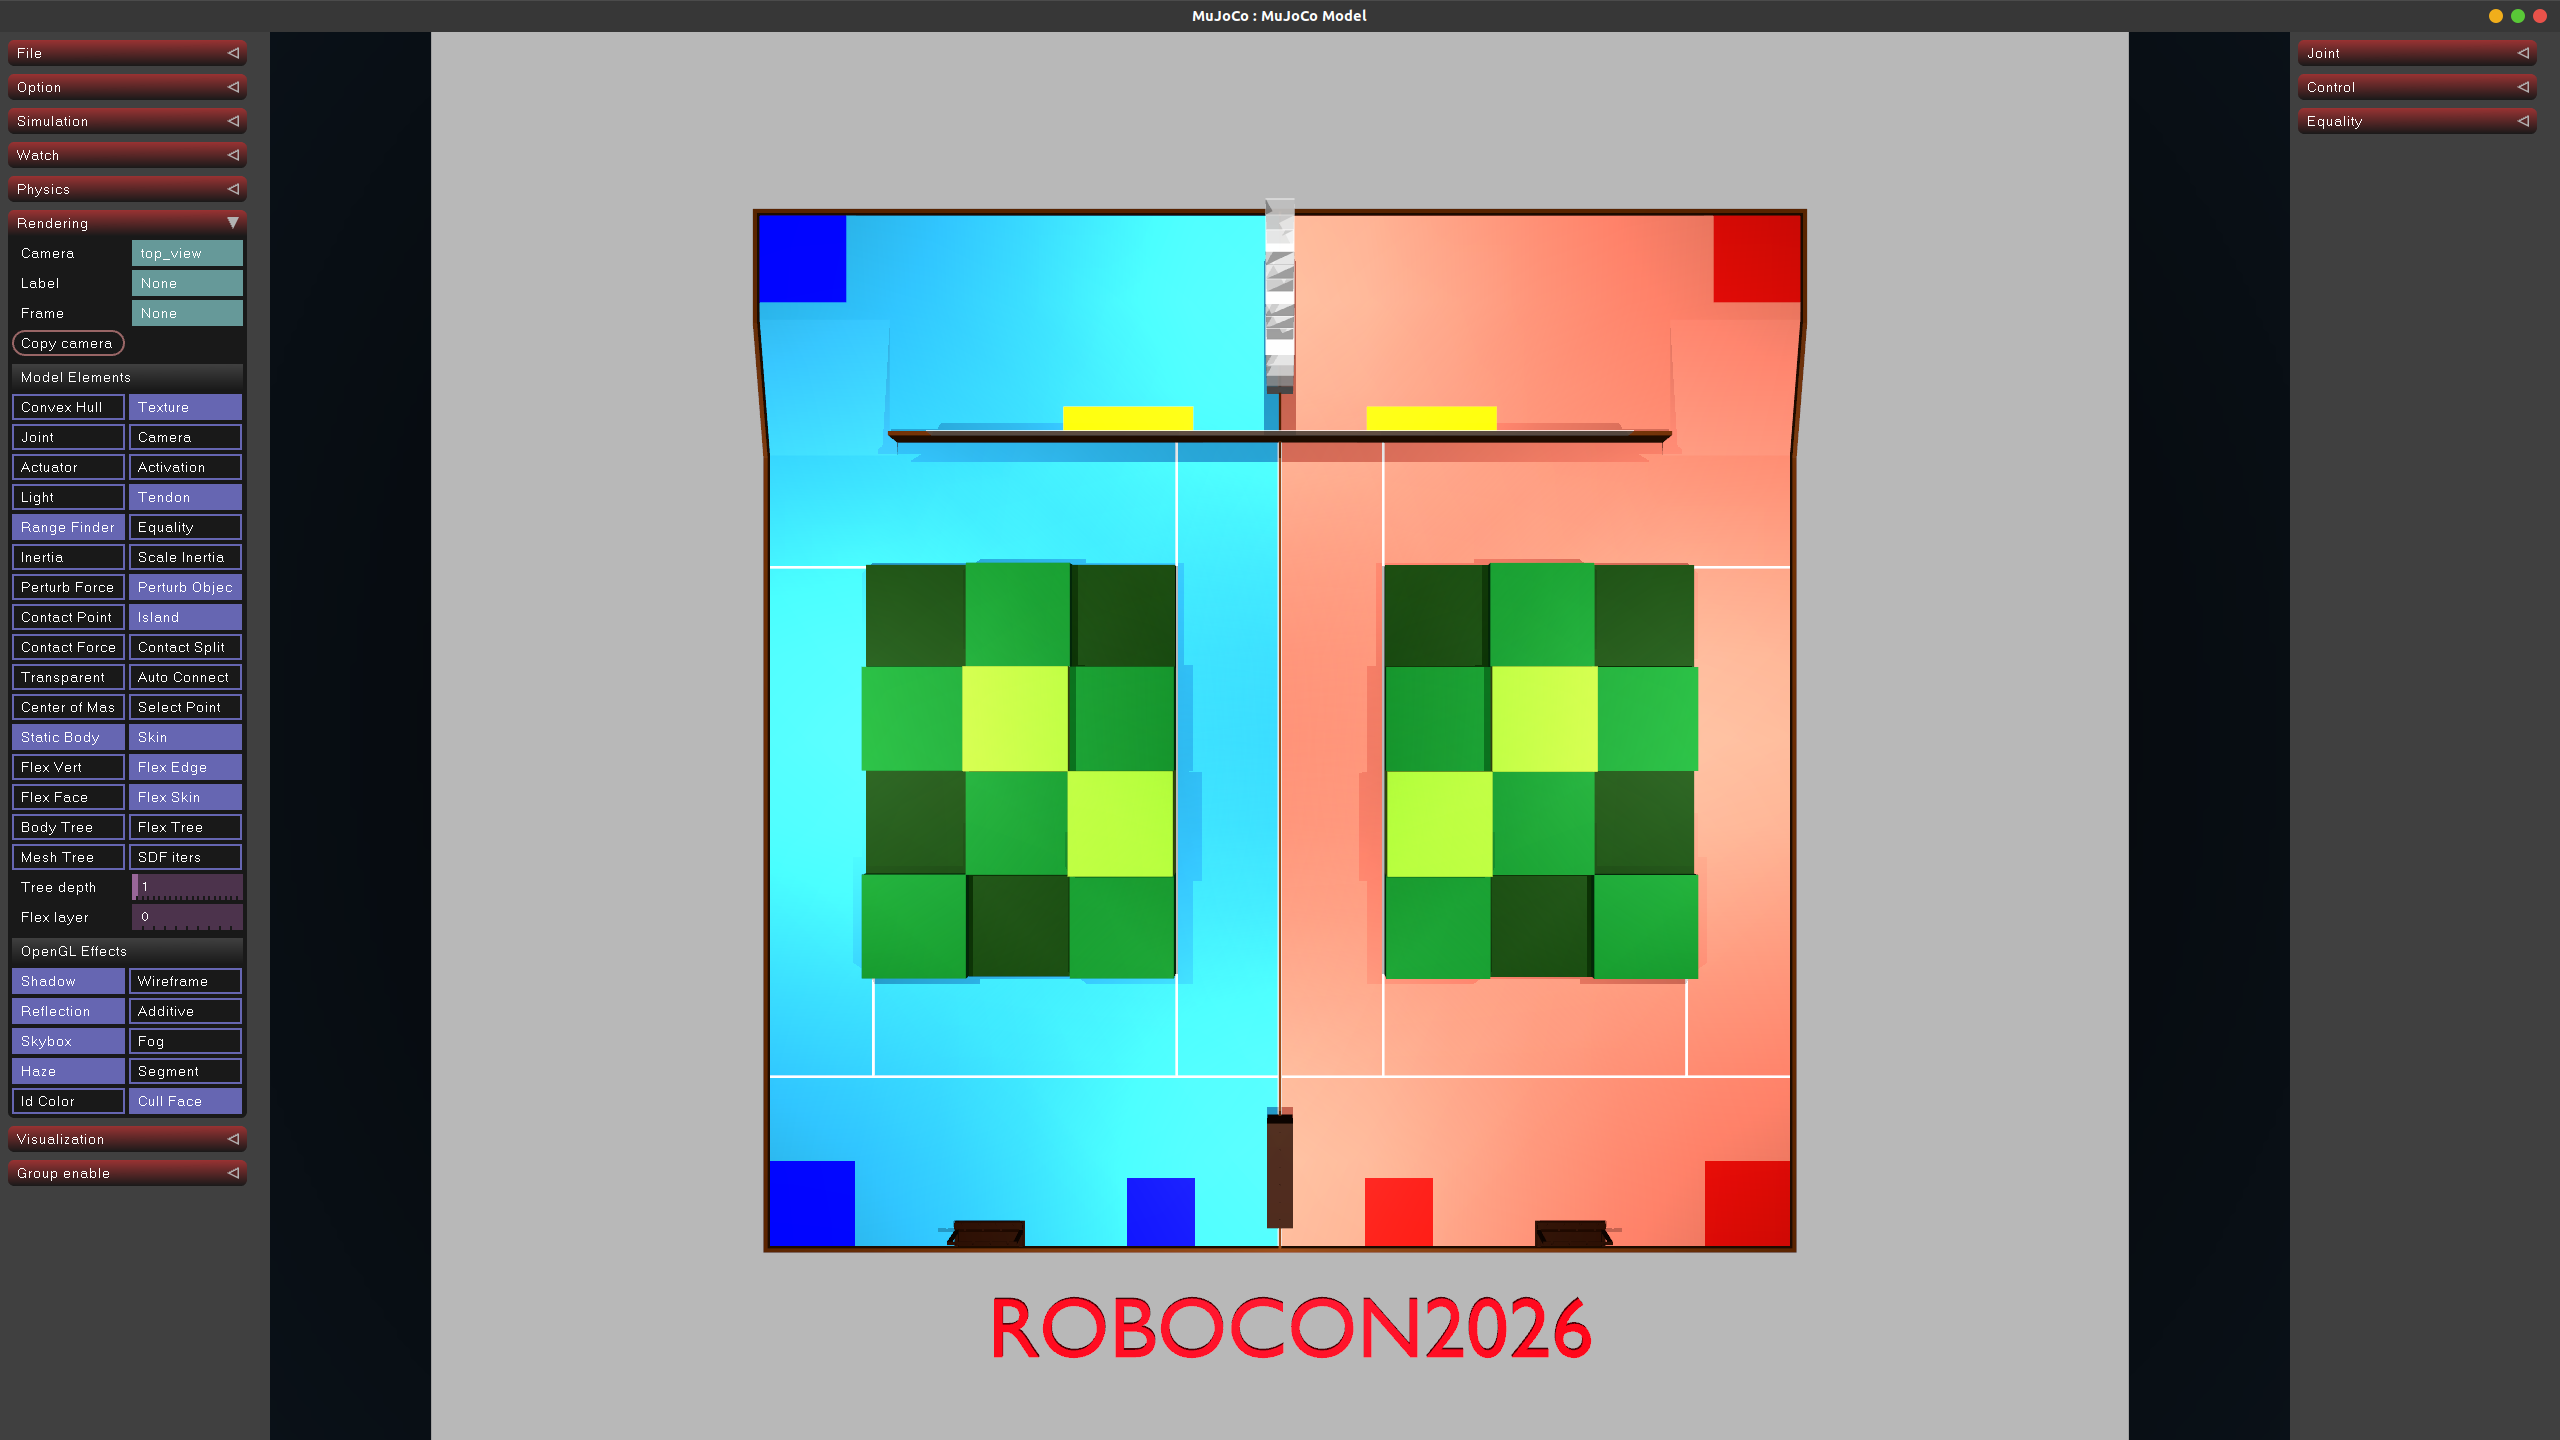 MuJoCo : MuJoCo Model
File
Option
Simulation
Watch
Physics
Rendering
Camera top_view
Label None
Frame None
Copy camera
Model Elements
Convex Hull Texture
Joint Camera
Actuator Activation
Light Tendon
Range Finder Equality
Inertia Scale Inertia
Perturb Force Perturb Objec
Contact Point Island
Contact Force Contact Split
Transparent Auto Connect
Center of Mas Select Point
Static Body Skin
Flex Vert Flex Edge
Flex Face Flex Skin
Body Tree Flex Tree
Mesh Tree SDF iters
Tree depth 1
Flex layer 0
OpenGL Effects
Shadow Wireframe
Reflection Additive
Skybox Fog
Haze Segment
Id Color Cull Face
Visualization
Group enable
ROBOCON2026
Joint
Control
Equality